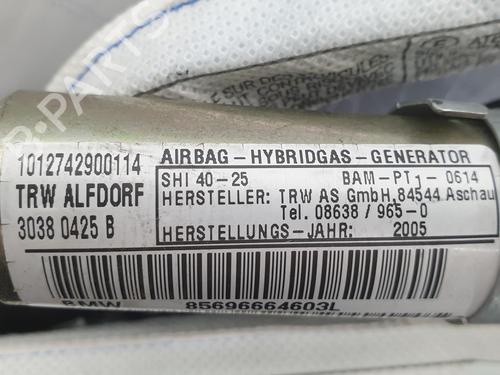 1012742900114
TRW ALFDORF
3038 0425 B
AIRBAG-HYBRIDGAS-GENERATOR
SHI 40-25 BAM-PT1-0614
HERSTELLER: TRW AS GmbH,84544 Aschau
Tel. 08638/965-0
HERSTELLUNGS-JAHR: 2005
BMW 85696664603L